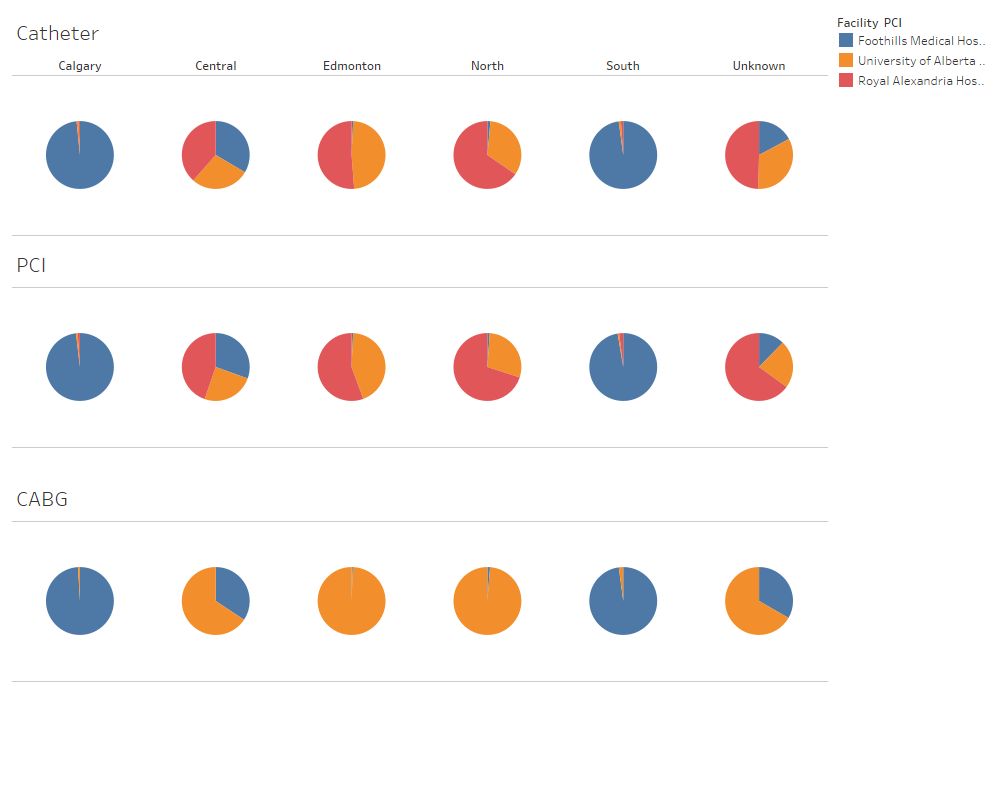 Catheter
Calgary Central Edmonton North South Unknown
PCI
CABG
Facility PCI
Foothills Medical Hos..
University of Alberta ..
Royal Alexandria Hos..